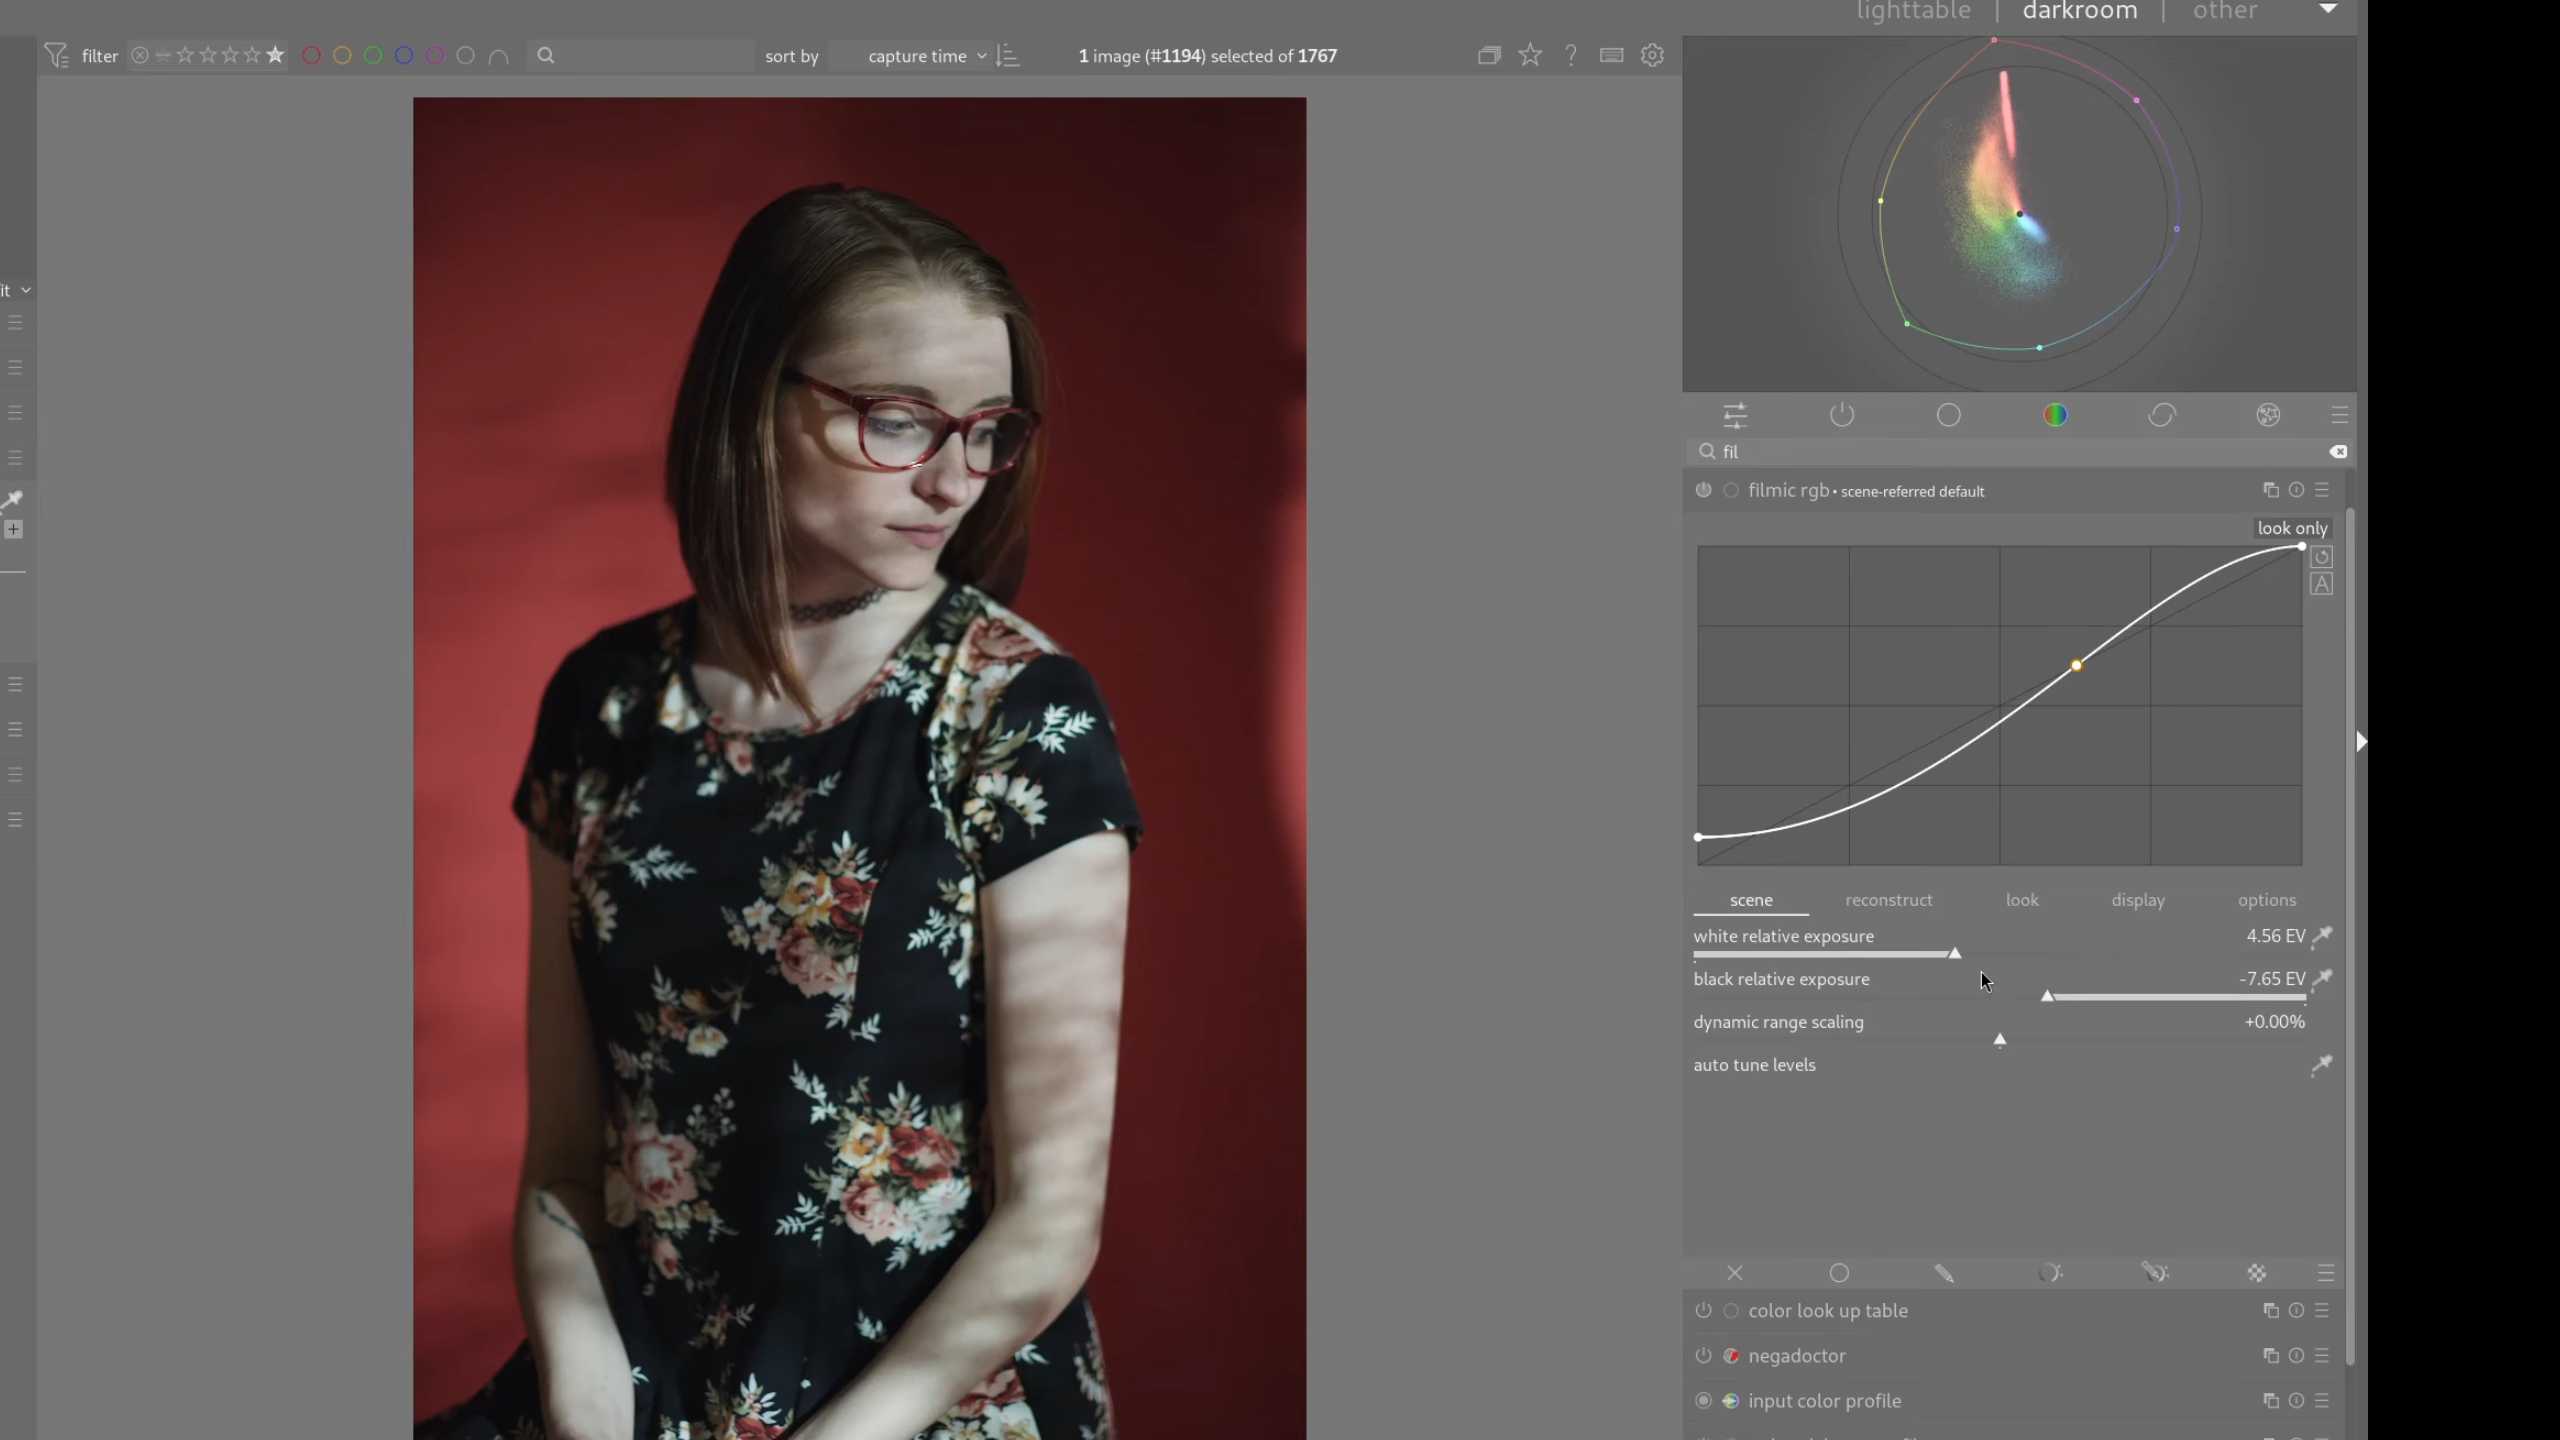 lighttable | darkroom | other
filter
sort by capture time
1 image (#1194) selected of 1767
?
it
fil
filmic rgb • scene-referred default
look only
A
scene reconstruct look display options
white relative exposure 4.56 EV
black relative exposure -7.65 EV
dynamic range scaling +0.00%
auto tune levels
color look up table
negadoctor
input color profile